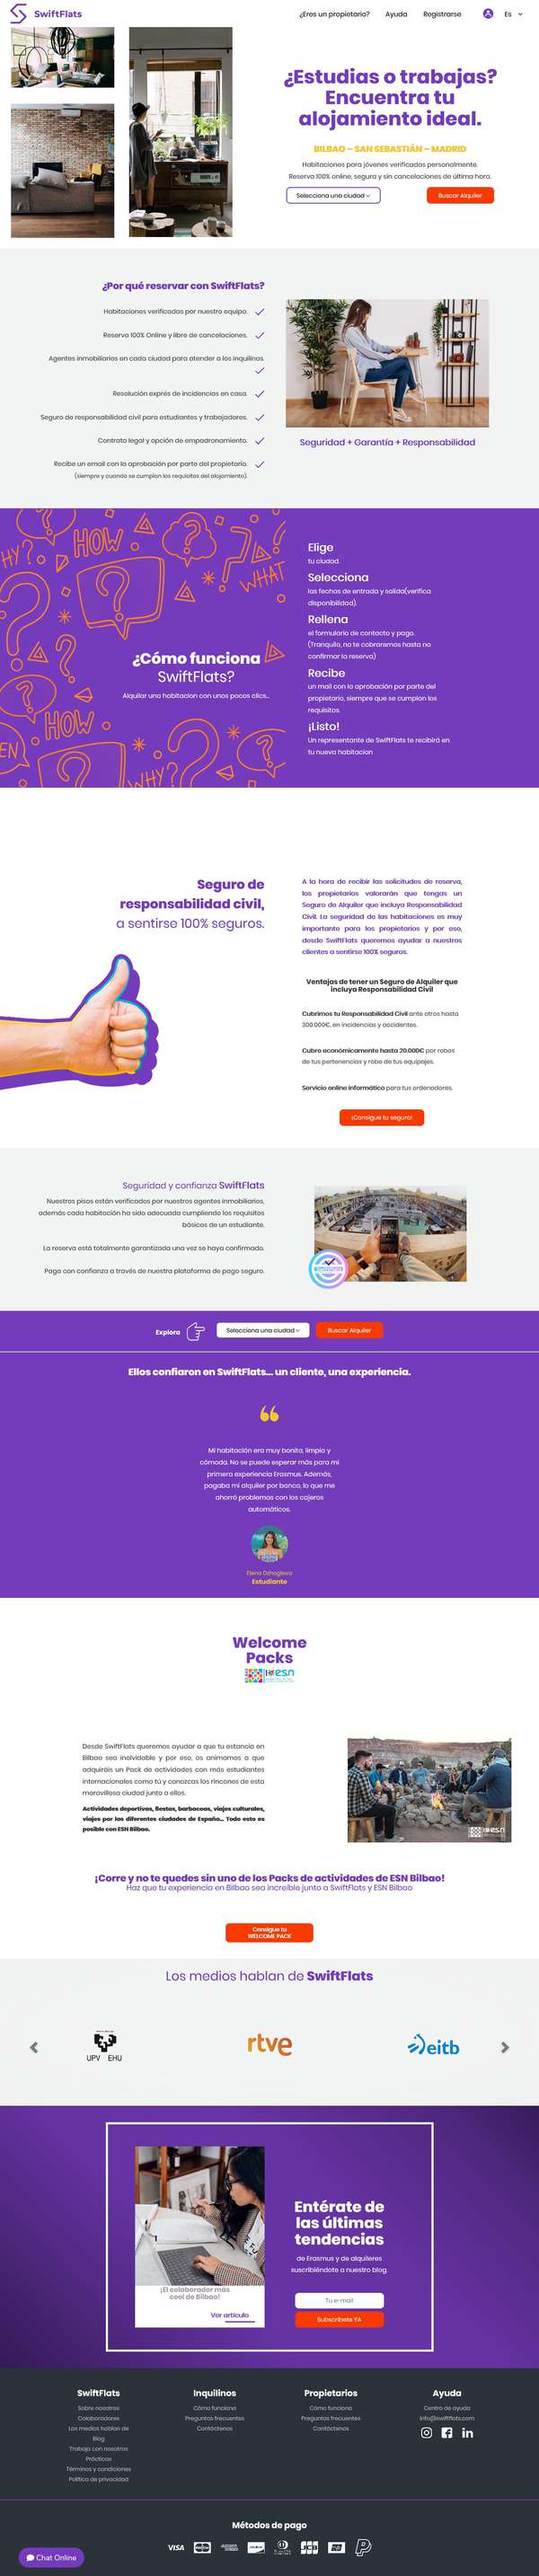 SwiftFlats
¿Eres un propietario? Ayuda Registrarse Es
¿Estudias o trabajas?
Encuentra tu
alojamiento ideal.
BILBAO – SAN SEBASTIÁN – MADRID
Habitaciones para jóvenes verificadas personalmente.
Reserva 100% online, segura y sin cancelaciones de última hora.
Selecciona una ciudad
Buscar Alquiler
¿Por qué reservar con SwiftFlats?
Habitaciones verificadas por nuestro equipo.
Reserva 100% Online y libre de cancelaciones.
Agentes inmobiliarios en cada ciudad para atender a los inquilinos.
Resolución exprés de incidencias en casa.
Seguro de responsabilidad civil para estudiantes y trabajadores.
Contrato legal y opción de empadronamiento.
Recibe un email con la aprobación por parte del propietario.
(siempre y cuando se cumplan los requisitos del alojamiento).
Seguridad + Garantía + Responsabilidad
HY?
HOW
WHAT
HOW
EN
WHY?
¿Cómo funciona
SwiftFlats?
Alquilar una habitacion con unos pocos clics...
Elige
tu ciudad.
Selecciona
las fechas de entrada y salida(verifica
disponibilidad).
Rellena
el formulario de contacto y pago.
(Tranquilo, no te cobraremos hasta no
confirmar la reserva)
Recibe
un mail con la aprobación por parte del
propietario, siempre que se cumplan los
requisitos.
¡Listo!
Un representante de SwiftFlats te recibirá en
tu nueva habitacion
Seguro de
responsabilidad civil,
a sentirse 100% seguros.
A la hora de recibir las solicitudes de reserva,
los propietarios valorarán que tengas un
Seguro de Alquiler que incluya Responsabilidad
Civil. La seguridad de las habitaciones es muy
importante para los propietarios y por eso,
desde SwiftFlats queremos ayudar a nuestros
clientes a sentirse 100% seguros.
Ventajas de tener un Seguro de Alquiler que
incluya Responsabilidad Civil
Cubrimos tu Responsabilidad Civil ante otros hasta
300.000€, en incidencias y accidentes.
Cubre económicamente hasta 20.000€ por robos
de tus pertenencias y robo de tus equipajes.
Servicio online informático para tus ordenadores.
¡Consigue tu seguro!
Seguridad y confianza SwiftFlats
Nuestros pisos están verificados por nuestros agentes inmobiliarios,
además cada habitación ha sido adecuada cumpliendo los requisitos
básicos de un estudiante.
La reserva está totalmente garantizada una vez se haya confirmado.
Paga con confianza a través de nuestra plataforma de pago seguro.
Explora
Selecciona una ciudad
Buscar Alquiler
Ellos confiaron en SwiftFlats... un cliente, una experiencia.
Mi habitación era muy bonita, limpia y
cómoda. No se puede esperar más para mi
primera experiencia Erasmus. Además,
pagaba mi alquiler por banco, lo que me
ahorró problemas con los cajeros
automáticos.
Elena Dzhogleva
Estudiante
Welcome
Packs
esn
Desde SwiftFlats queremos ayudar a que tu estancia en
Bilbao sea inolvidable y por eso, os animamos a que
adquiráis un Pack de actividades con más estudiantes
internacionales como tú y conozcas los rincones de esta
maravillosa ciudad junto a ellos.
Actividades deportivas, fiestas, barbacoas, viajes culturales,
viajes por las diferentes ciudades de España... Todo esto es
posible con ESN Bilbao.
esn
¡Corre y no te quedes sin uno de los Packs de actividades de ESN Bilbao!
Haz que tu experiencia en Bilbao sea increíble junto a SwiftFlats y ESN Bilbao
Consigue tu
WELCOME PACK
Los medios hablan de SwiftFlats
UPV EHU
rtve
eitb
¡El colaborador más
cool de Bilbao!
Ver artículo
Entérate de
las últimas
tendencias
de Erasmus y de alquileres
suscribiéndote a nuestro blog.
Tu e-mail
Subscríbete YA
SwiftFlats
Sobre nosotros
Colaboradores
Los medios hablan de
Blog
Trabaja con nosotros
Prácticas
Términos y condiciones
Política de privacidad
Inquilinos
Cómo funciona
Preguntas frecuentes
Contáctenos
Propietarios
Cómo funciona
Preguntas frecuentes
Contáctenos
Ayuda
Centro de ayuda
info@swiftflats.com
Métodos de pago
VISA
JCB
Chat Online